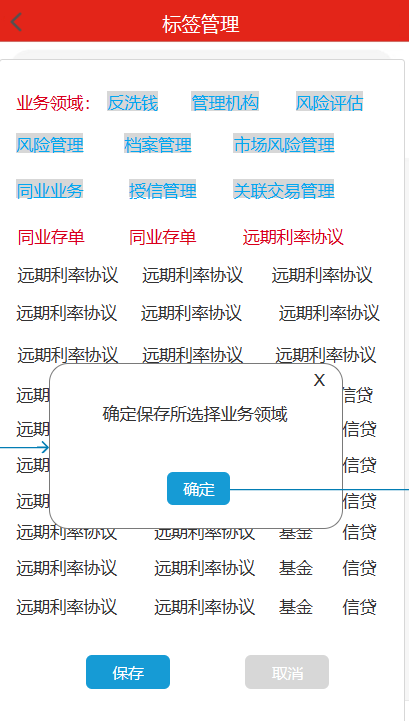 标签管理
业务领域： 反洗钱 管理机构 风险评估
风险管理 档案管理 市场风险管理
同业业务 授信管理 关联交易管理
同业存单 同业存单 远期利率协议
远期利率协议 远期利率协议 远期利率协议
远期利率协议 远期利率协议 远期利率协议
远期利率协议 远期利率协议 远期利率协议
X
远期 信贷
确定保存所选择业务领域
远期 信贷
远期 信贷
确定
远期 信贷
远期利率协议 远期利率协议 基金 信贷
远期利率协议 远期利率协议 基金 信贷
远期利率协议 远期利率协议 基金 信贷
保存 取消